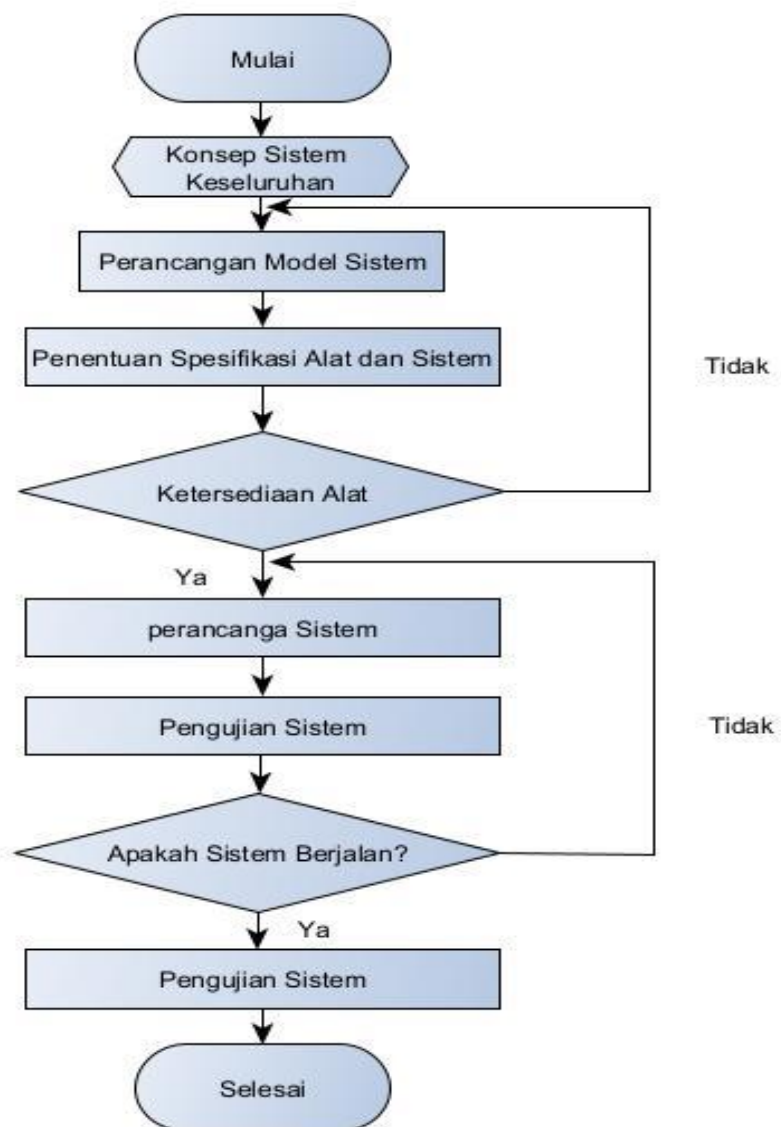 Mulai
Konsep Sistem
Keseluruhan
Perancangan Model Sistem
Penentuan Spesifikasi Alat dan Sistem
Tidak
Ketersediaan Alat
Ya
perancanga Sistem
Pengujian Sistem
Tidak
Apakah Sistem Berjalan?
Ya
Pengujian Sistem
Selesai